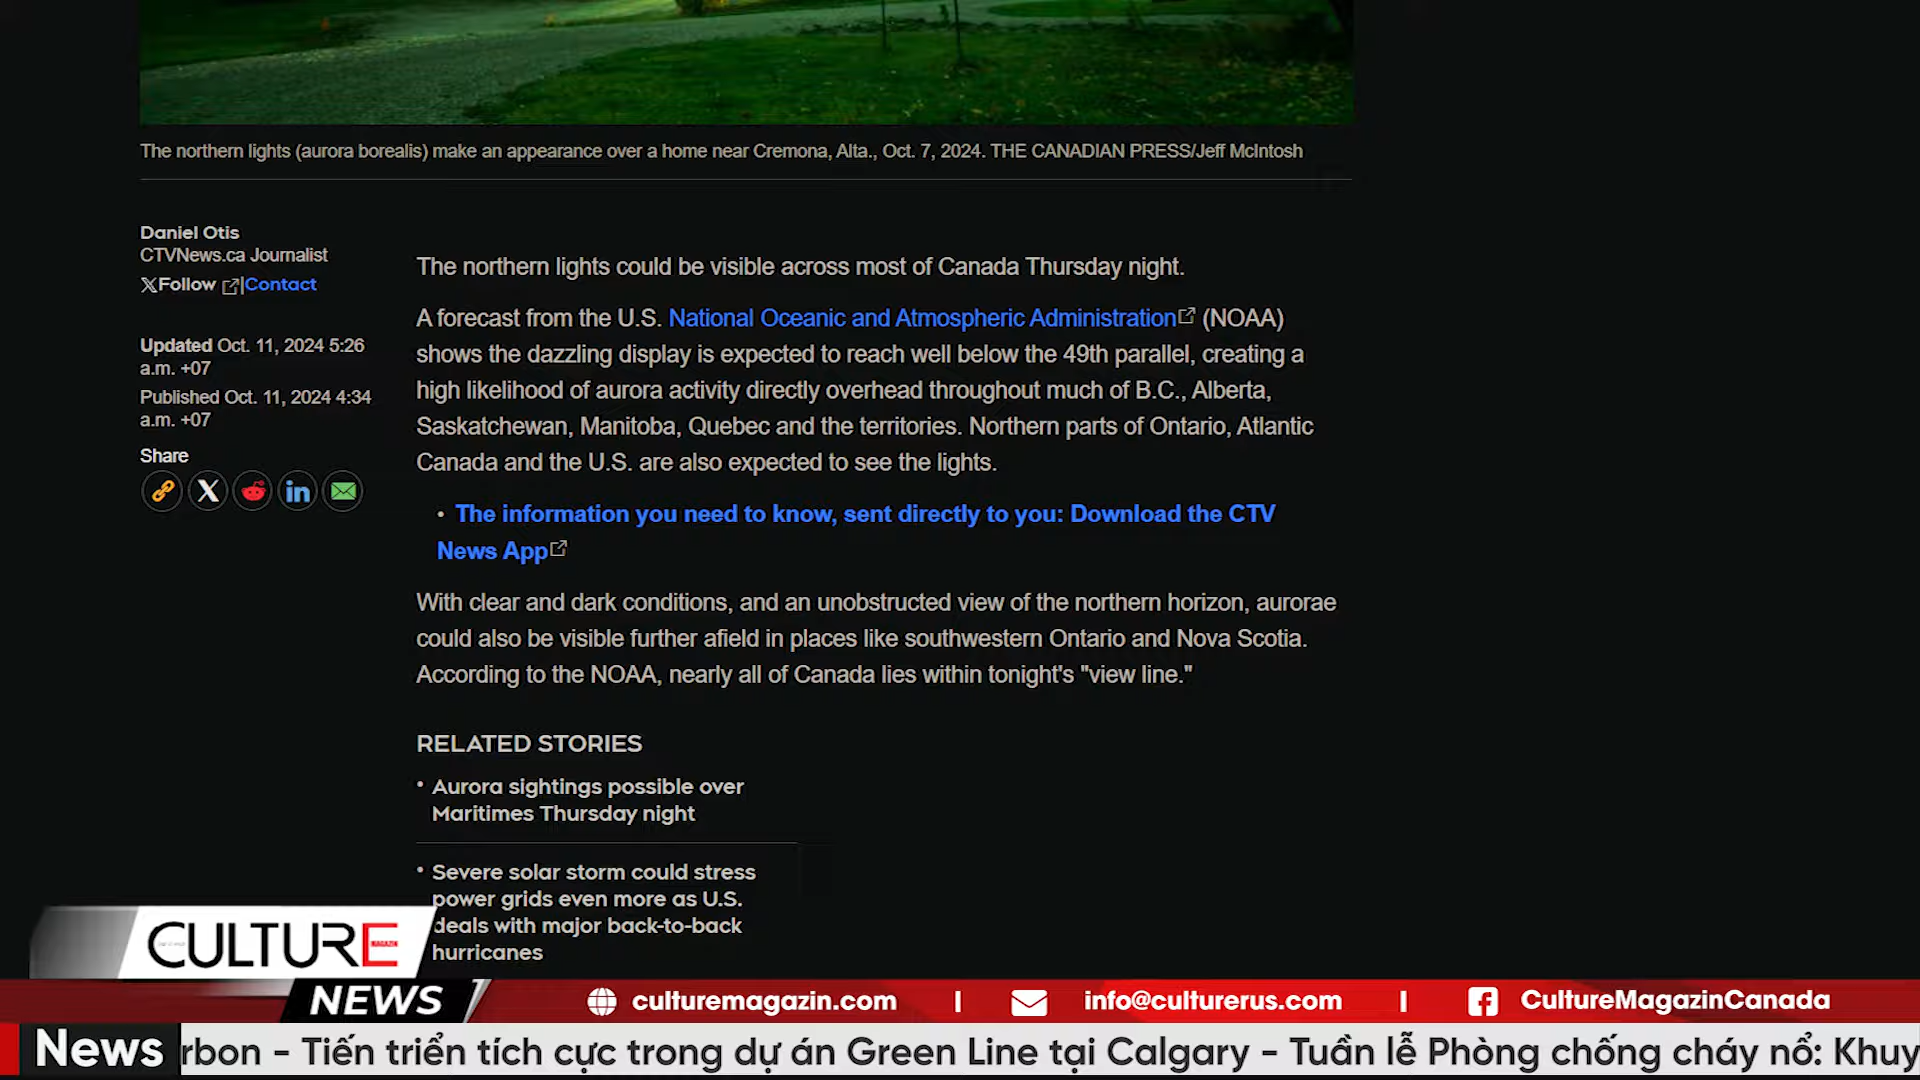 The northern lights (aurora borealis) make an appearance over a home near Cremona, Alta., Oct. 7, 2024. THE CANADIAN PRESS/Jeff McIntosh
Daniel Otis
CTVNews.ca Journalist
Follow | Contact
Updated Oct. 11, 2024 5:26
a.m. +07
Published Oct. 11, 2024 4:34
a.m. +07
Share
The northern lights could be visible across most of Canada Thursday night.
A forecast from the U.S. National Oceanic and Atmospheric Administration (NOAA)
shows the dazzling display is expected to reach well below the 49th parallel, creating a
high likelihood of aurora activity directly overhead throughout much of B.C., Alberta,
Saskatchewan, Manitoba, Quebec and the territories. Northern parts of Ontario, Atlantic
Canada and the U.S. are also expected to see the lights.
• The information you need to know, sent directly to you: Download the CTV
News App
With clear and dark conditions, and an unobstructed view of the northern horizon, aurorae
could also be visible further afield in places like southwestern Ontario and Nova Scotia.
According to the NOAA, nearly all of Canada lies within tonight's "view line."
RELATED STORIES
• Aurora sightings possible over
Maritimes Thursday night
• Severe solar storm could stress
power grids even more as U.S.
deals with major back-to-back
hurricanes
CULTURE
MAGAZIN
NEWS
culturemagazin.com | info@culturerus.com | CultureMagazinCanada
News
rbon - Tiến triển tích cực trong dự án Green Line tại Calgary - Tuần lễ Phòng chống cháy nổ: Khuy